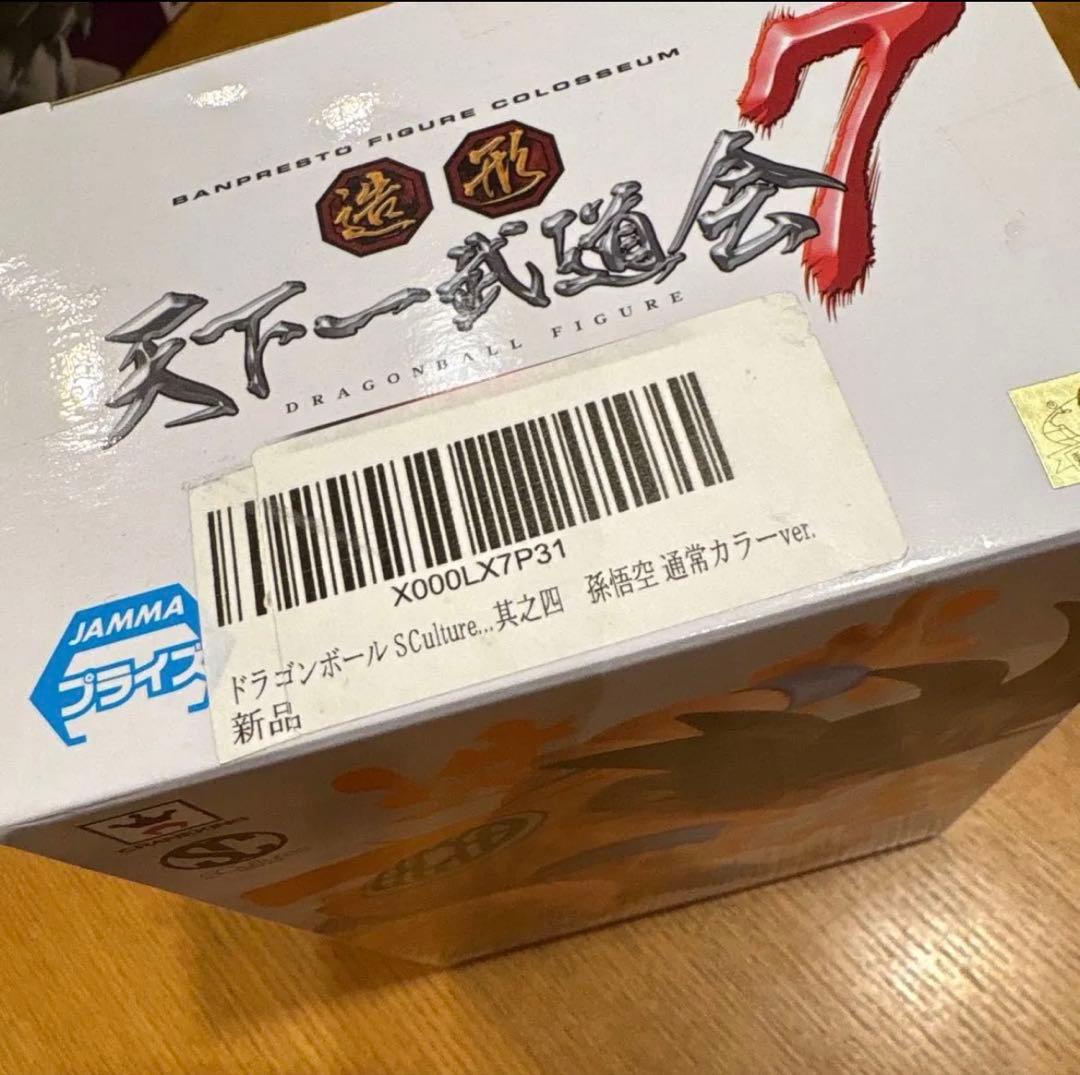 BANPRESTO FIGURE COLOSSEUM
造形
天下一武道会7
DRAGONBALL FIGURE
X000LX7P31
ドラゴンボール SCulture...其之四　孫悟空 通常カラーver.
新品
JAMMA
プライズ
SC